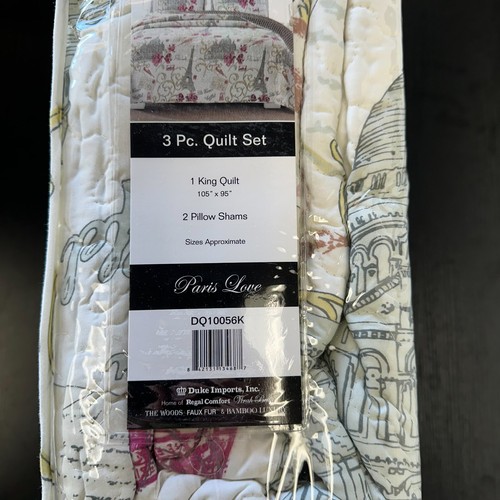 3 Pc. Quilt Set
1 King Quilt
105" x 95"
2 Pillow Shams
Sizes Approximate
Paris Love
DQ10056K
Duke Imports, Inc.
Home of Regal Comfort
THE WOODS FAUX FUR & BAMBOO LUXURY